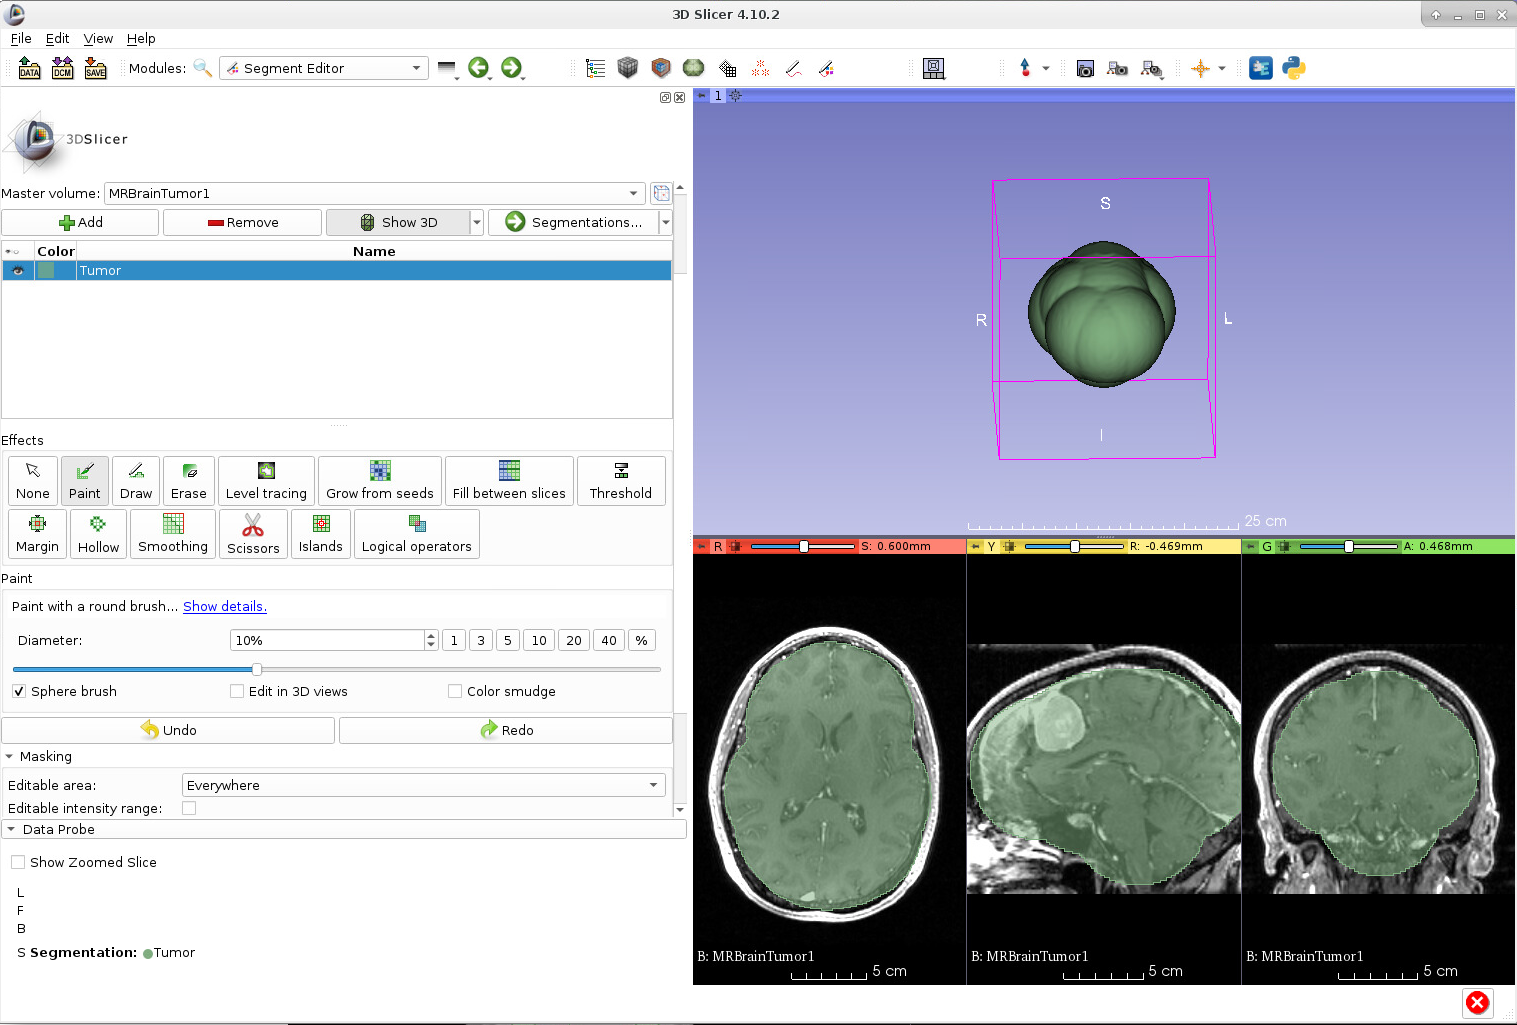 3D Slicer 4.10.2
File Edit View Help
DATA DCM SAVE Modules: Segment Editor
1
3DSlicer
Master volume: MRBrainTumor1
Add Remove Show 3D Segmentations...
Color Name
Tumor
S
R L
I
25 cm
Effects
None Paint Draw Erase Level tracing Grow from seeds Fill between slices Threshold
Margin Hollow Smoothing Scissors Islands Logical operators
R S: 0.600mm Y R: -0.469mm G A: 0.468mm
Paint
Paint with a round brush... Show details.
Diameter: 10% 1 3 5 10 20 40 %
Sphere brush Edit in 3D views Color smudge
Undo Redo
Masking
Editable area: Everywhere
Editable intensity range:
Data Probe
Show Zoomed Slice
L
F
B
S Segmentation: Tumor
B: MRBrainTumor1 B: MRBrainTumor1 B: MRBrainTumor1
5 cm 5 cm 5 cm